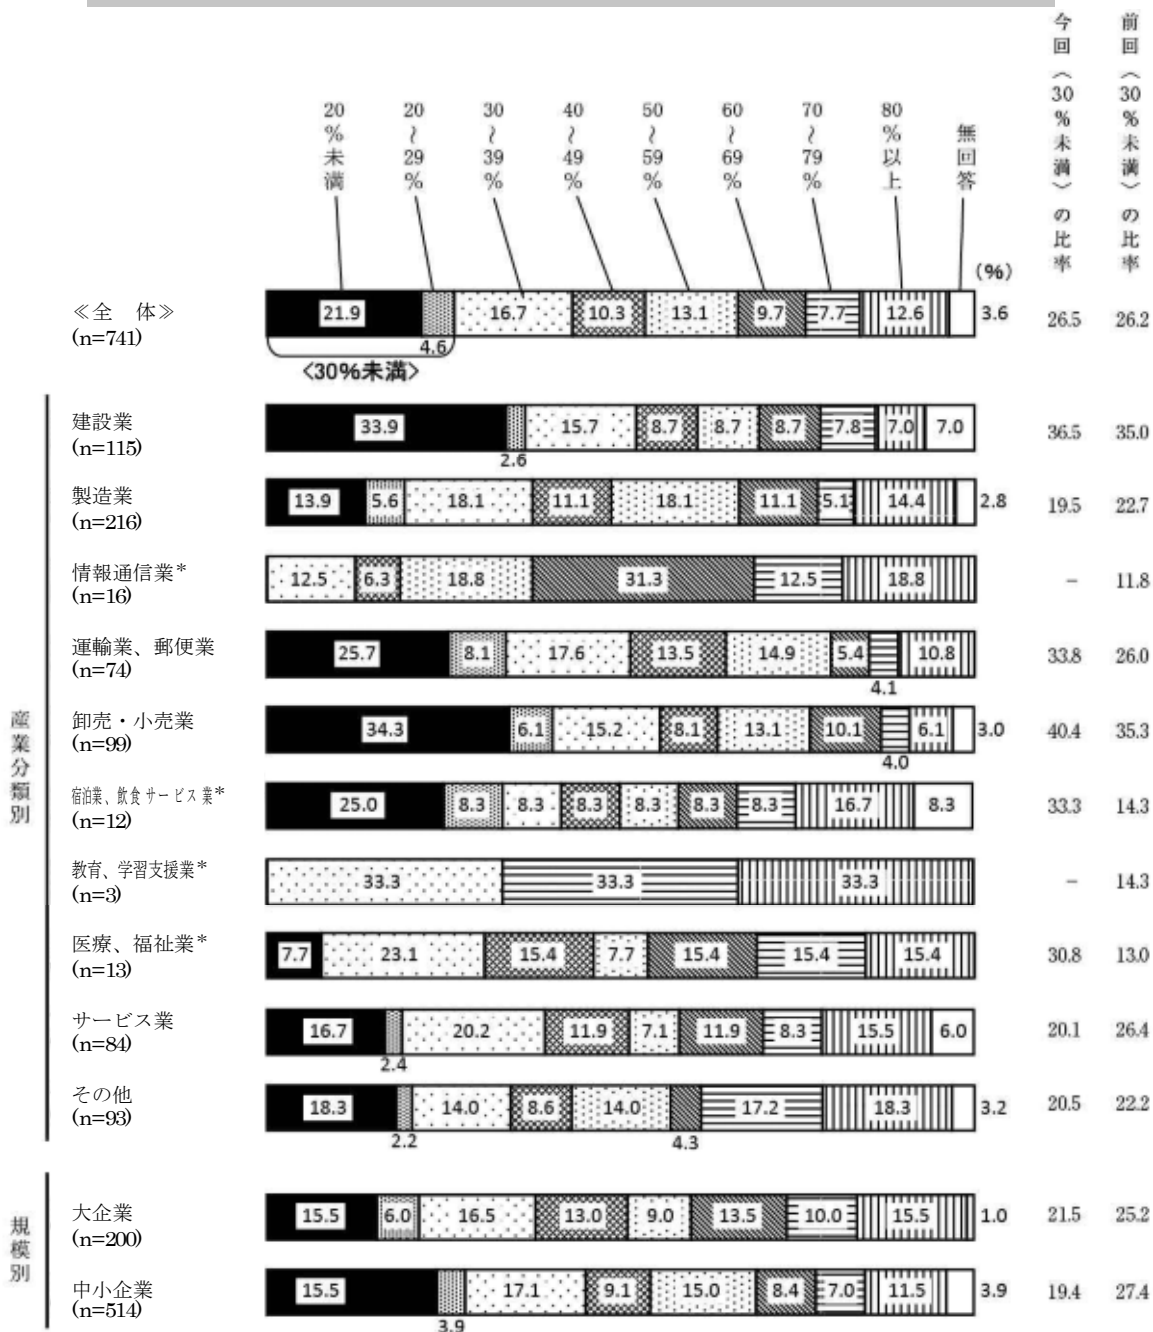 今回（30%未満）の比率
前回（30%未満）の比率
20%未満
20～29%
30～39%
40～49%
50～59%
60～69%
70～79%
80%以上
無回答
(%)
≪全　体≫
(n=741)
21.9 4.6 16.7 10.3 13.1 9.7 7.7 12.6 3.6 26.5 26.2
<30%未満>
産業分類別
建設業
(n=115)
33.9 2.6 15.7 8.7 8.7 8.7 7.8 7.0 7.0 36.5 35.0
製造業
(n=216)
13.9 5.6 18.1 11.1 18.1 11.1 5.1 14.4 2.8 19.5 22.7
情報通信業*
(n=16)
12.5 6.3 18.8 31.3 12.5 18.8 － 11.8
運輸業、郵便業
(n=74)
25.7 8.1 17.6 13.5 14.9 5.4 4.1 10.8 33.8 26.0
卸売・小売業
(n=99)
34.3 6.1 15.2 8.1 13.1 10.1 4.0 6.1 3.0 40.4 35.3
宿泊業、飲食サービス業*
(n=12)
25.0 8.3 8.3 8.3 8.3 8.3 8.3 16.7 8.3 33.3 14.3
教育、学習支援業*
(n=3)
33.3 33.3 33.3 － 14.3
医療、福祉業*
(n=13)
7.7 23.1 15.4 7.7 15.4 15.4 15.4 30.8 13.0
サービス業
(n=84)
16.7 2.4 20.2 11.9 7.1 11.9 8.3 15.5 6.0 20.1 26.4
その他
(n=93)
18.3 2.2 14.0 8.6 14.0 4.3 17.2 18.3 3.2 20.5 22.2
規模別
大企業
(n=200)
15.5 6.0 16.5 13.0 9.0 13.5 10.0 15.5 1.0 21.5 25.2
中小企業
(n=514)
15.5 3.9 17.1 9.1 15.0 8.4 7.0 11.5 3.9 19.4 27.4